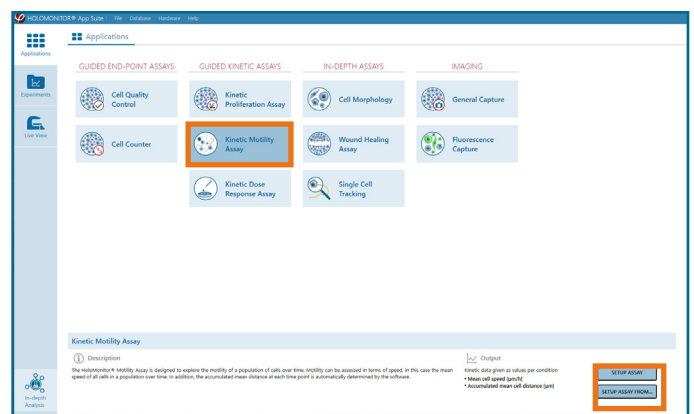 HOLOMONITOR® App Suite File Database Hardware Help
Applications
Applications
Experiments
Live View
In-depth
Analysis
GUIDED END-POINT ASSAYS
Cell Quality
Control
Cell Counter
GUIDED KINETIC ASSAYS
Kinetic
Proliferation Assay
Kinetic Motility
Assay
Kinetic Dose
Response Assay
IN-DEPTH ASSAYS
Cell Morphology
Wound Healing
Assay
Single Cell
Tracking
IMAGING
General Capture
Fluorescence
Capture
Kinetic Motility Assay
Description
The HoloMonitor® Motility Assay is designed to explore the motility of a population of cells over time. Motility can be assessed in terms of speed, in this case the mean
speed of all cells in a population over time. In addition, the accumulated mean distance at each time point is automatically determined by the software.
Output
Kinetic data given as values per condition
• Mean cell speed (µm/h)
• Accumulated mean cell distance (µm)
SETUP ASSAY
SETUP ASSAY FROM...